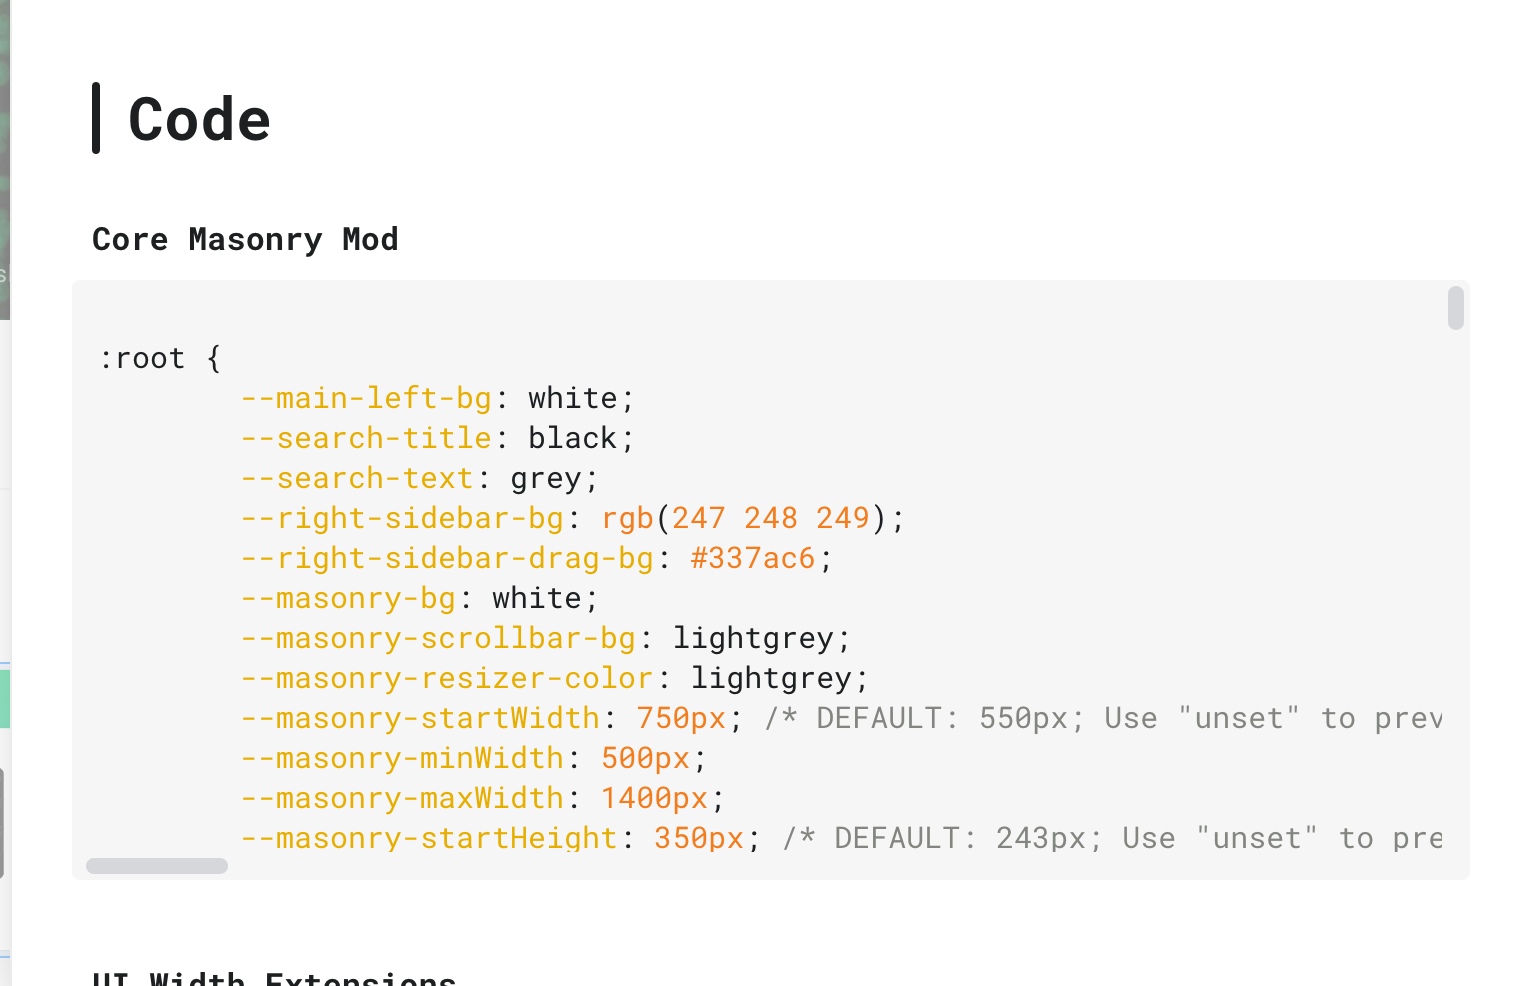 Code
Core Masonry Mod
:root {
--main-left-bg: white;
--search-title: black;
--search-text: grey;
--right-sidebar-bg: rgb(247 248 249);
--right-sidebar-drag-bg: #337ac6;
--masonry-bg: white;
--masonry-scrollbar-bg: lightgrey;
--masonry-resizer-color: lightgrey;
--masonry-startWidth: 750px; /* DEFAULT: 550px; Use "unset" to prev
--masonry-minWidth: 500px;
--masonry-maxWidth: 1400px;
--masonry-startHeight: 350px; /* DEFAULT: 243px; Use "unset" to pre
UI Width Extensions